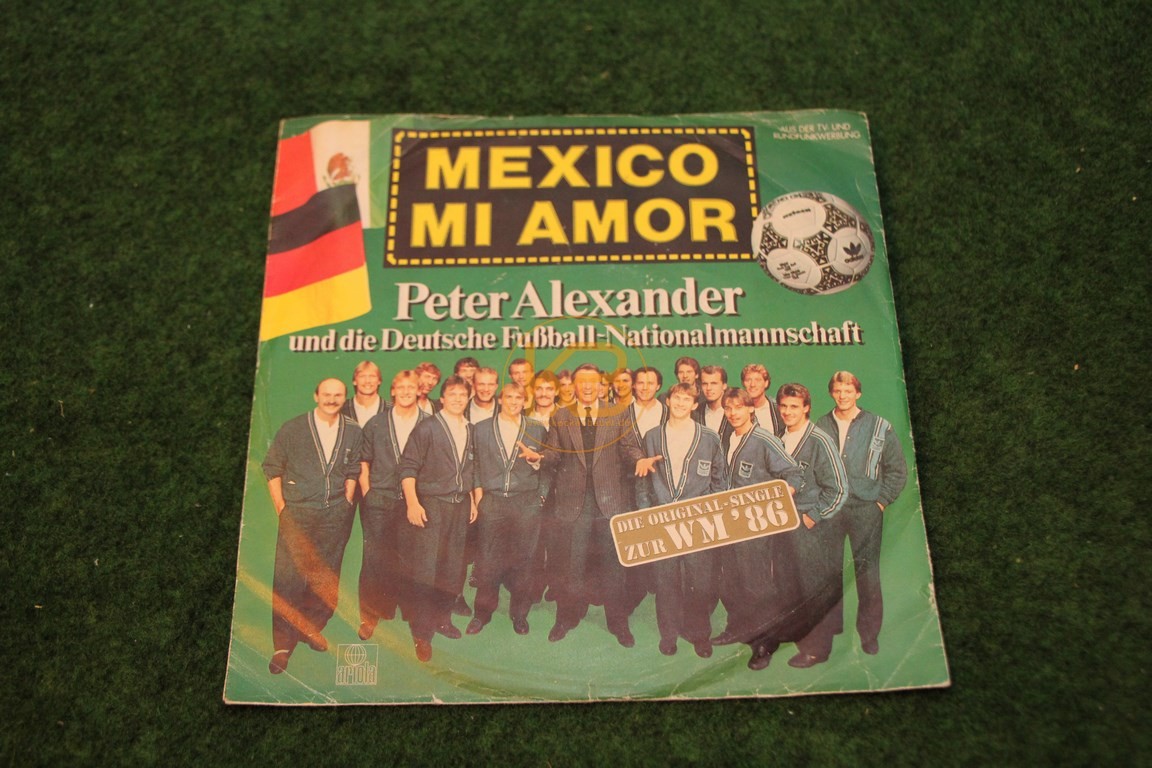 AUS DER TV- UND
RUNDFUNKWERBUNG
MEXICO
MI AMOR
adidas
Peter Alexander
und die Deutsche Fußball-Nationalmannschaft
DIE ORIGINAL-SINGLE
ZUR WM '86
ariola